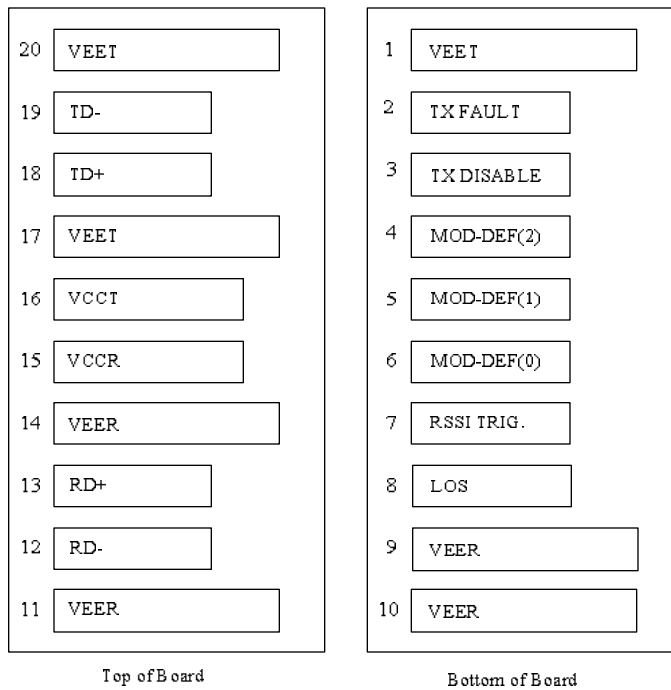 20 VEET
19 TD-
18 TD+
17 VEET
16 VCCT
15 VCCR
14 VEER
13 RD+
12 RD-
11 VEER
Top of Board
1 VEET
2 TX FAULT
3 TX DISABLE
4 MOD-DEF(2)
5 MOD-DEF(1)
6 MOD-DEF(0)
7 RSSI TRIG.
8 LOS
9 VEER
10 VEER
Bottom of Board